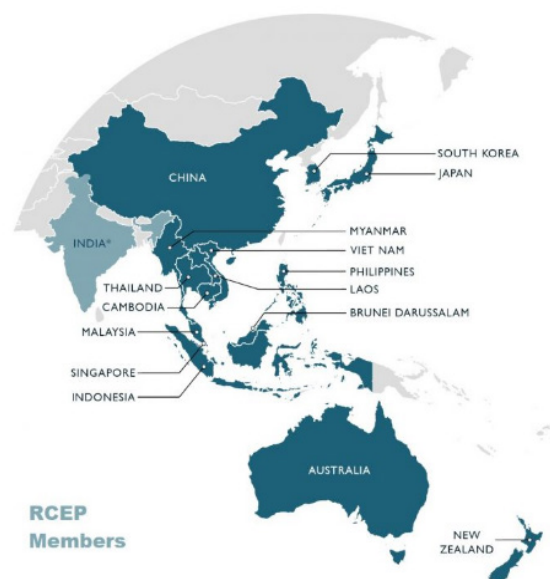 SOUTH KOREA
JAPAN
CHINA
MYANMAR
INDIA*
VIET NAM
PHILIPPINES
THAILAND
LAOS
CAMBODIA
BRUNEI DARUSSALAM
MALAYSIA
SINGAPORE
INDONESIA
AUSTRALIA
RCEP
Members
NEW
ZEALAND